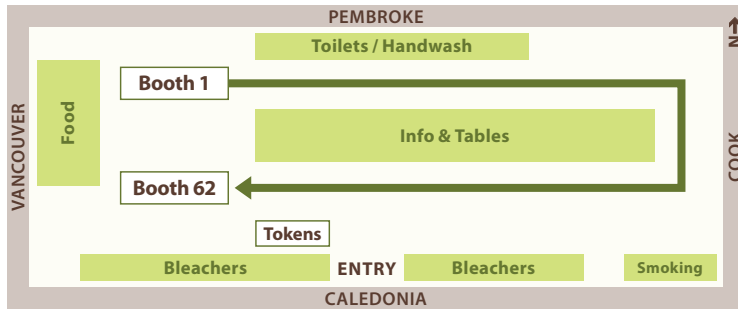 PEMBROKE
N
Toilets / Handwash
Booth 1
VANCOUVER
Food
Info & Tables
COOK
Booth 62
Tokens
Bleachers
ENTRY
Bleachers
Smoking
CALEDONIA